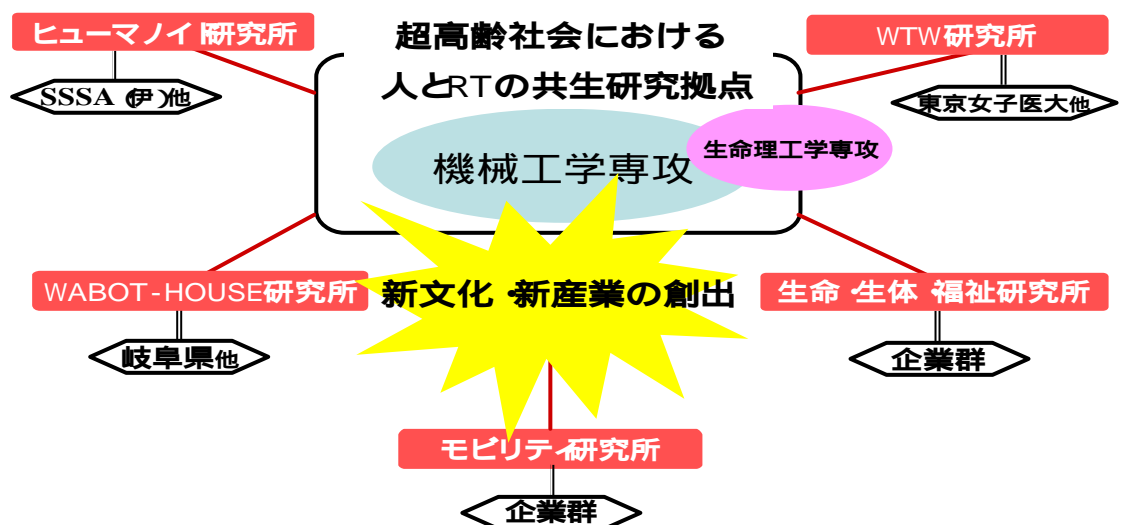 ヒューマノイド研究所
超高齢社会における
WTW研究所
SSSA(伊)他
人とRTの共生研究拠点
東京女子医大他
機械工学専攻
生命理工学専攻
WABOT-HOUSE研究所
新文化・新産業の創出
生命・生体・福祉研究所
岐阜県他
企業群
モビリティ研究所
企業群